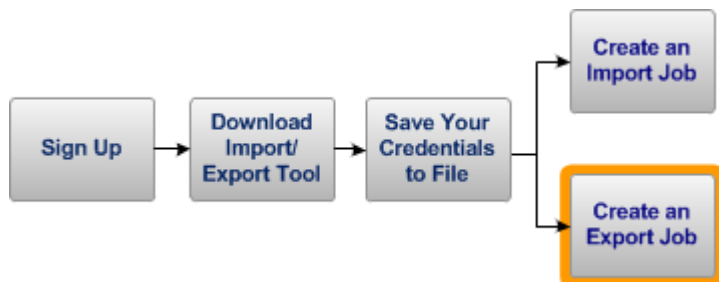 Sign Up
Download
Import/
Export Tool
Save Your
Credentials
to File
Create an
Import Job
Create an
Export Job